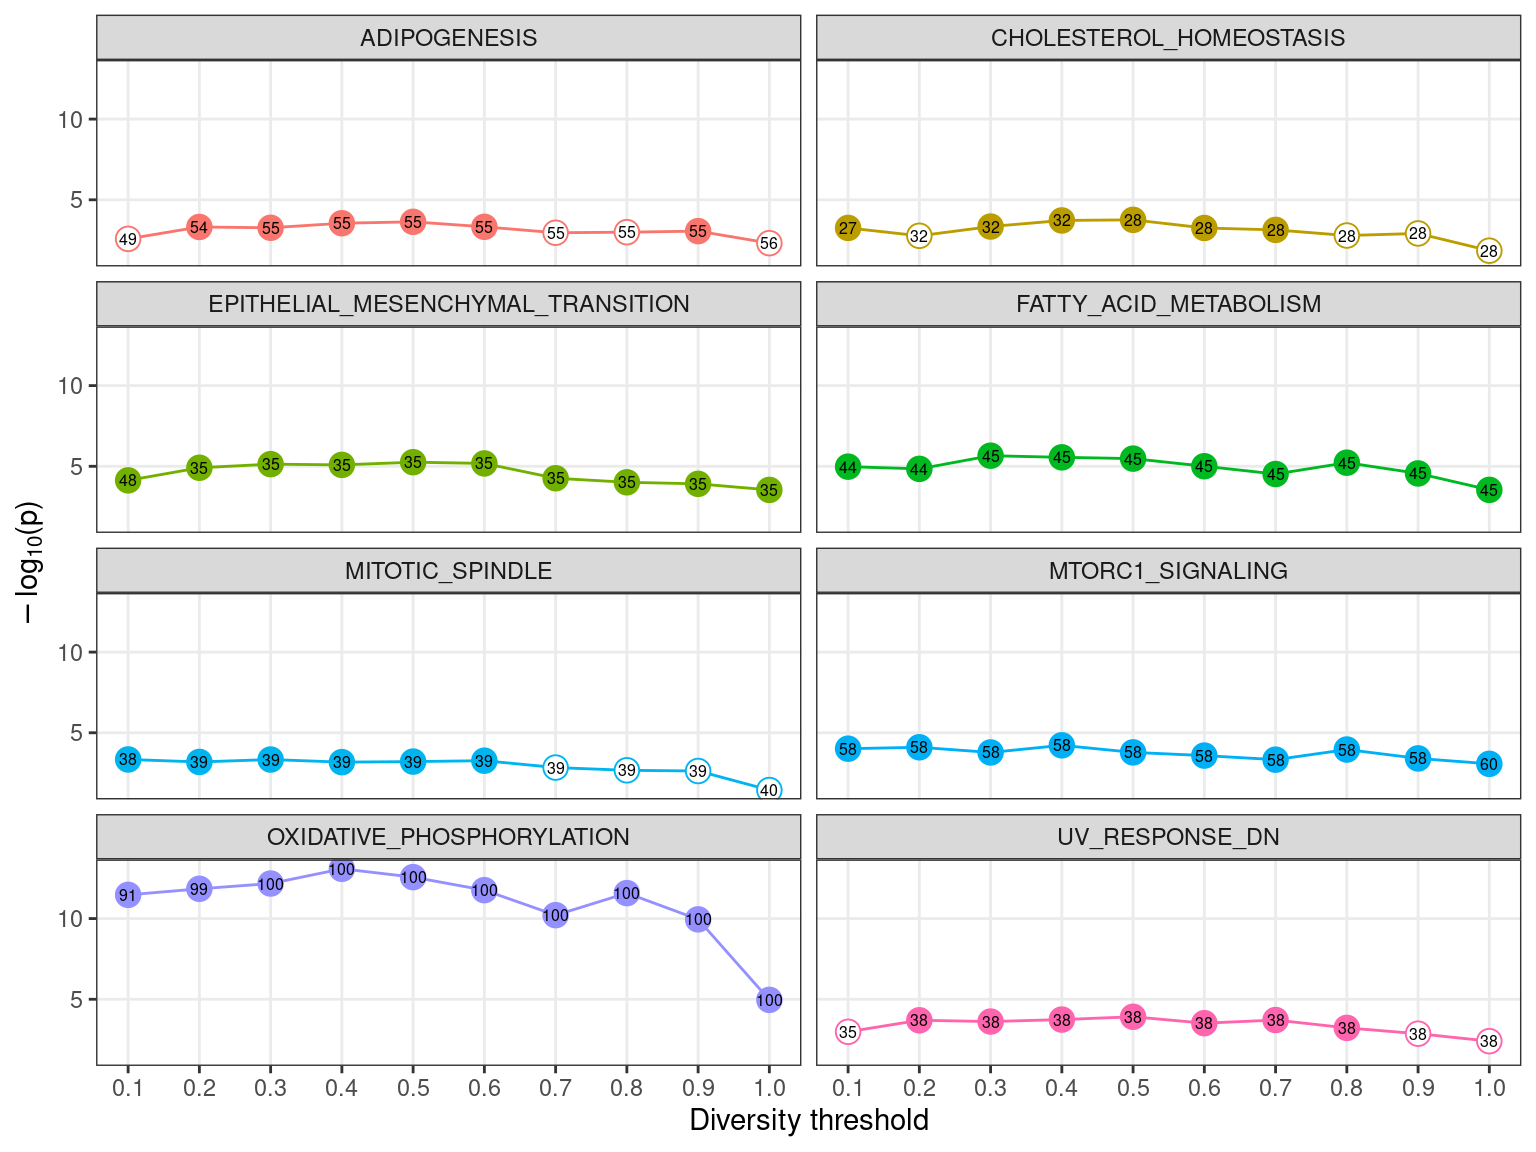 ADIPOGENESIS CHOLESTEROL_HOMEOSTASIS
10
5
49 54 55 55 55 55 55 55 55 56
27 32 32 32 28 28 28 28 28 28
EPITHELIAL_MESENCHYMAL_TRANSITION FATTY_ACID_METABOLISM
10
5
48 35 35 35 35 35 35 35 35 35
44 44 45 45 45 45 45 45 45 45
− log10(p)
MITOTIC_SPINDLE MTORC1_SIGNALING
10
5
38 39 39 39 39 39 39 39 39 40
58 58 58 58 58 58 58 58 58 60
OXIDATIVE_PHOSPHORYLATION UV_RESPONSE_DN
10
5
91 99 100 100 100 100 100 100 100 100
35 38 38 38 38 38 38 38 38 38
0.1 0.2 0.3 0.4 0.5 0.6 0.7 0.8 0.9 1.0 0.1 0.2 0.3 0.4 0.5 0.6 0.7 0.8 0.9 1.0
Diversity threshold